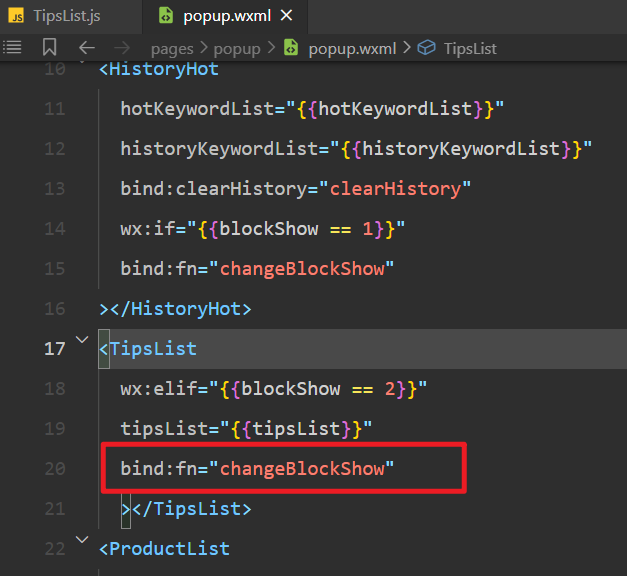 TipsList.js
popup.wxml
pages > popup > popup.wxml > TipsList
10 <HistoryHot
11 hotKeywordList="{{hotKeywordList}}"
12 historyKeywordList="{{historyKeywordList}}"
13 bind:clearHistory="clearHistory"
14 wx:if="{{blockShow == 1}}"
15 bind:fn="changeBlockShow"
16 ></HistoryHot>
17 <TipsList
18 wx:elif="{{blockShow == 2}}"
19 tipsList="{{tipsList}}"
20 bind:fn="changeBlockShow"
21 ></TipsList>
22 <ProductList